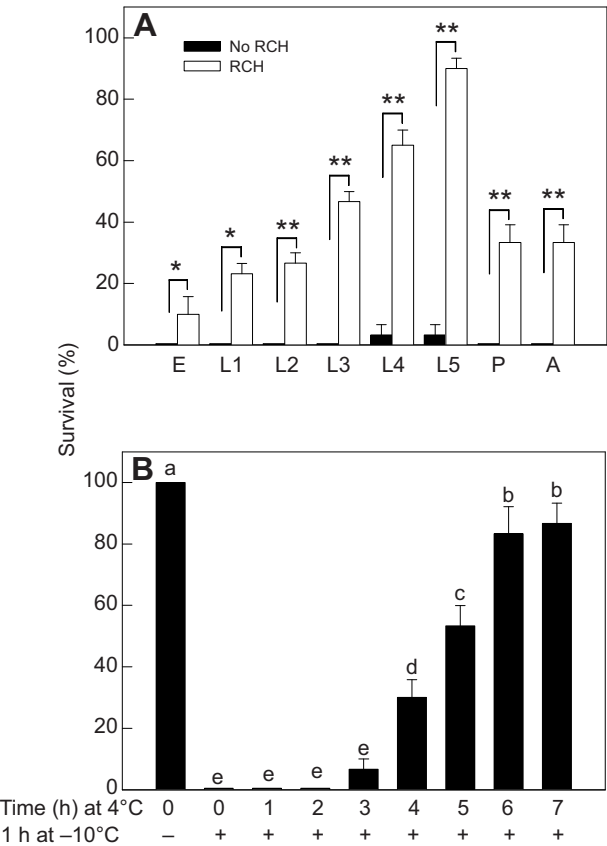 A
No RCH
RCH
100
80
60
40
20
0
* * ** ** ** ** ** **
E L1 L2 L3 L4 L5 P A
Survival (%)
B
100
80
60
40
20
0
a e e e e d c b b
Time (h) at 4°C 0 0 1 2 3 4 5 6 7
1 h at –10°C – + + + + + + + +